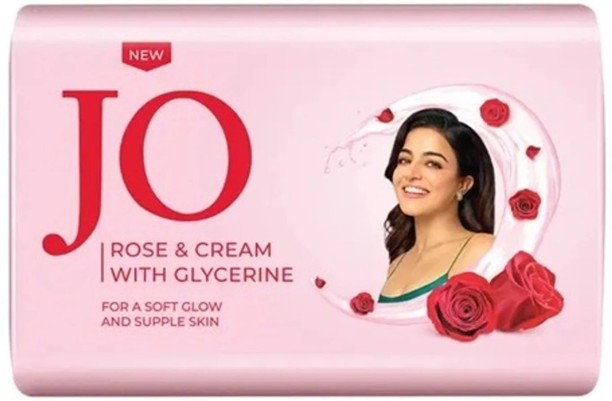 NEW
JO
ROSE & CREAM
WITH GLYCERINE
FOR A SOFT GLOW
AND SUPPLE SKIN